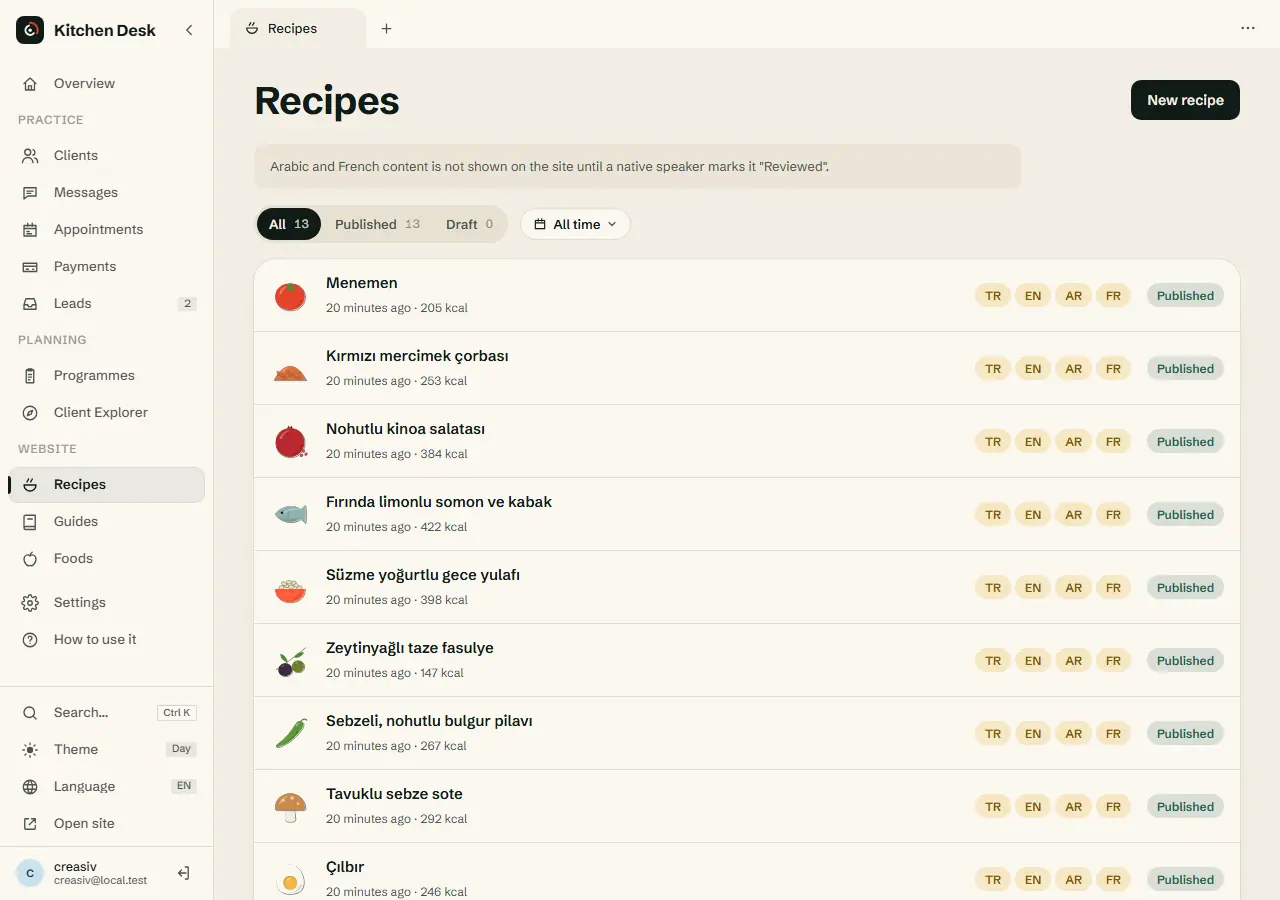 Kitchen Desk
Overview
PRACTICE
Clients
Messages
Appointments
Payments
Leads 2
PLANNING
Programmes
Client Explorer
WEBSITE
Recipes
Guides
Foods
Settings
How to use it
Search... Ctrl K
Theme Day
Language EN
Open site
C creasiv
creasiv@local.test
Recipes
Recipes
New recipe
Arabic and French content is not shown on the site until a native speaker marks it "Reviewed".
All 13 Published 13 Draft 0 All time
Menemen
20 minutes ago · 205 kcal
TR EN AR FR Published
Kırmızı mercimek çorbası
20 minutes ago · 253 kcal
TR EN AR FR Published
Nohutlu kinoa salatası
20 minutes ago · 384 kcal
TR EN AR FR Published
Fırında limonlu somon ve kabak
20 minutes ago · 422 kcal
TR EN AR FR Published
Süzme yoğurtlu gece yulafı
20 minutes ago · 398 kcal
TR EN AR FR Published
Zeytinyağlı taze fasulye
20 minutes ago · 147 kcal
TR EN AR FR Published
Sebzeli, nohutlu bulgur pilavı
20 minutes ago · 267 kcal
TR EN AR FR Published
Tavuklu sebze sote
20 minutes ago · 292 kcal
TR EN AR FR Published
Çılbır
20 minutes ago · 246 kcal
TR EN AR FR Published